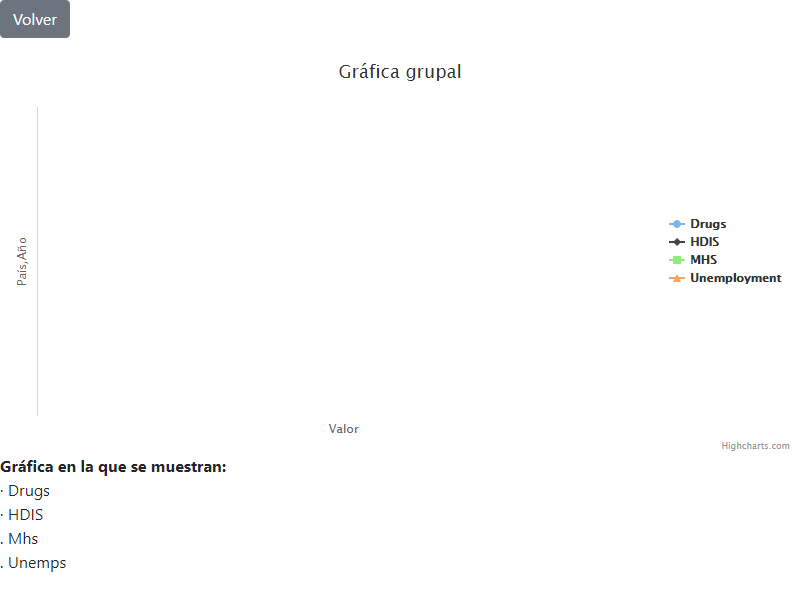 Volver
Gráfica grupal
País,Año
Drugs
HDIS
MHS
Unemployment
Valor
Highcharts.com
Gráfica en la que se muestran:
· Drugs
· HDIS
. Mhs
. Unemps